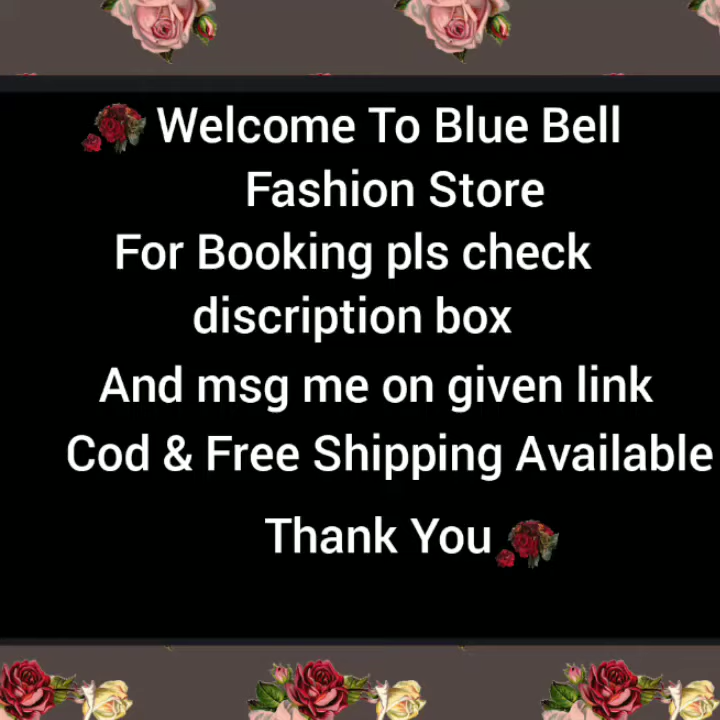 Welcome To Blue Bell
Fashion Store
For Booking pls check
discription box
And msg me on given link
Cod & Free Shipping Available
Thank You